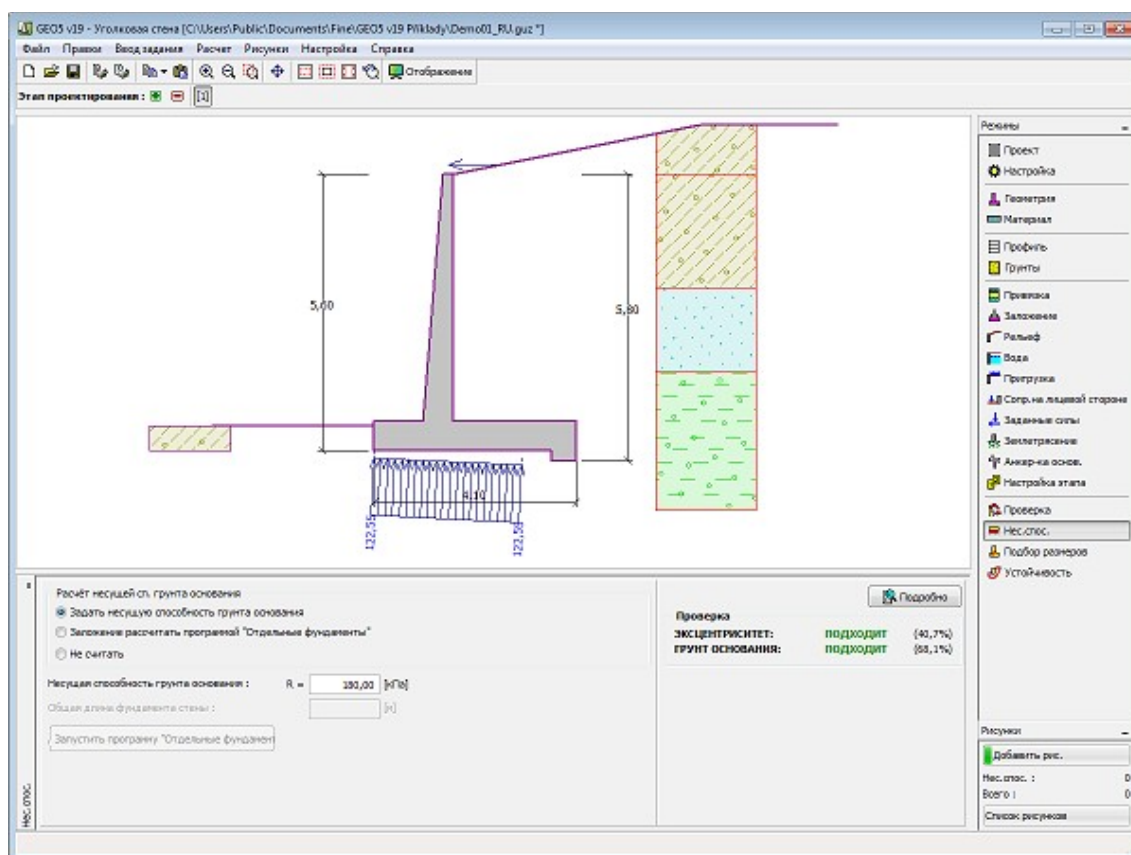 GEO5 v19 - Уголковая стена [C:\Users\Public\Documents\Fine\GEO5 v19 Příklady\Demo01_RU.guz *]
Файл Правки Ввод задания Расчет Рисунки Настройка Справка
Отображение
Этап проектирования : [1]
5,60
5,80
4,10
122,55
122,55
Режимы
Проект
Настройка
Геометрия
Материал
Профиль
Грунты
Привязка
Заложение
Рельеф
Вода
Пригрузка
Сопр.на лицевой стороне
Заданные силы
Землетрясение
Анкер-ка основ.
Настройка этапа
Проверка
Нес.спос.
Подбор размеров
Устойчивость
Расчёт несущей сп. грунта основания
Задать несущую способность грунта основания
Заложение рассчитать программой "Отдельные фундаменты"
Не считать
Несущая способность грунта основания : R = 180,00 [кПа]
Общая длина фундамента стены : [м]
Запустить программу "Отдельные фундамент
Нес.спос.
Подробно
Проверка
ЭКСЦЕНТРИСИТЕТ: ПОДХОДИТ (40,7%)
ГРУНТ ОСНОВАНИЯ: ПОДХОДИТ (68,1%)
Рисунки
Добавить рис.
Нес.спос. : 0
Всего : 0
Список рисунков